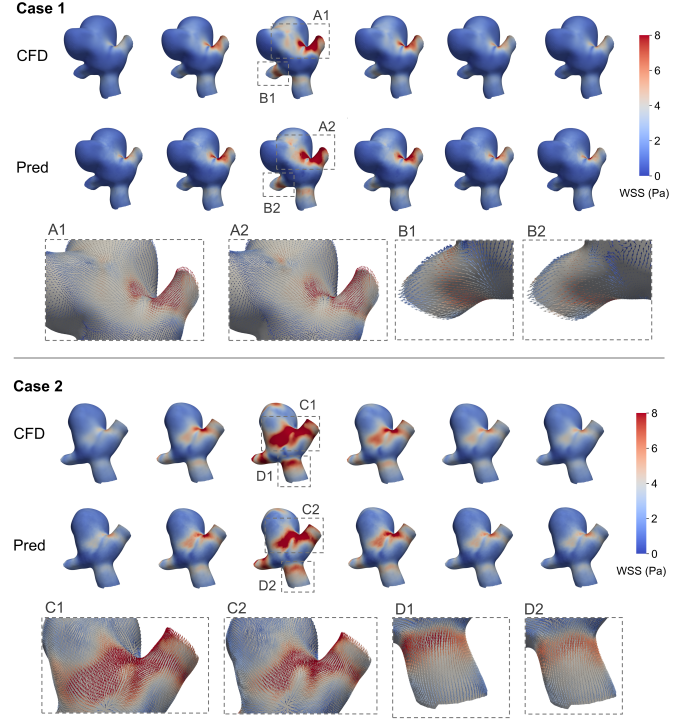 Case 1
A1
8
CFD
6
4
B1
A2
2
Pred
0
WSS (Pa)
B2
A1
A2
B1
B2
Case 2
C1
8
CFD
6
D1
4
C2
2
Pred
0
WSS (Pa)
D2
C1
C2
D1
D2